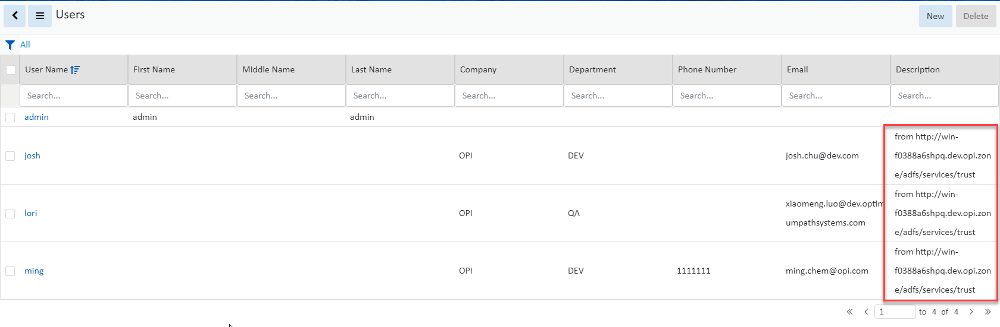 Users
New Delete
All
User Name First Name Middle Name Last Name Company Department Phone Number Email Description
Search... Search... Search... Search... Search... Search... Search... Search... Search...
admin admin admin
josh OPI DEV josh.chu@dev.com
from http://win-
f0388a6shpq.dev.opi.zon
e/adfs/services/trust
lori OPI QA
xiaomeng.luo@dev.optim
umpathsystems.com
from http://win-
f0388a6shpq.dev.opi.zon
e/adfs/services/trust
ming OPI DEV 1111111 ming.chem@opi.com
from http://win-
f0388a6shpq.dev.opi.zon
e/adfs/services/trust
1 to 4 of 4